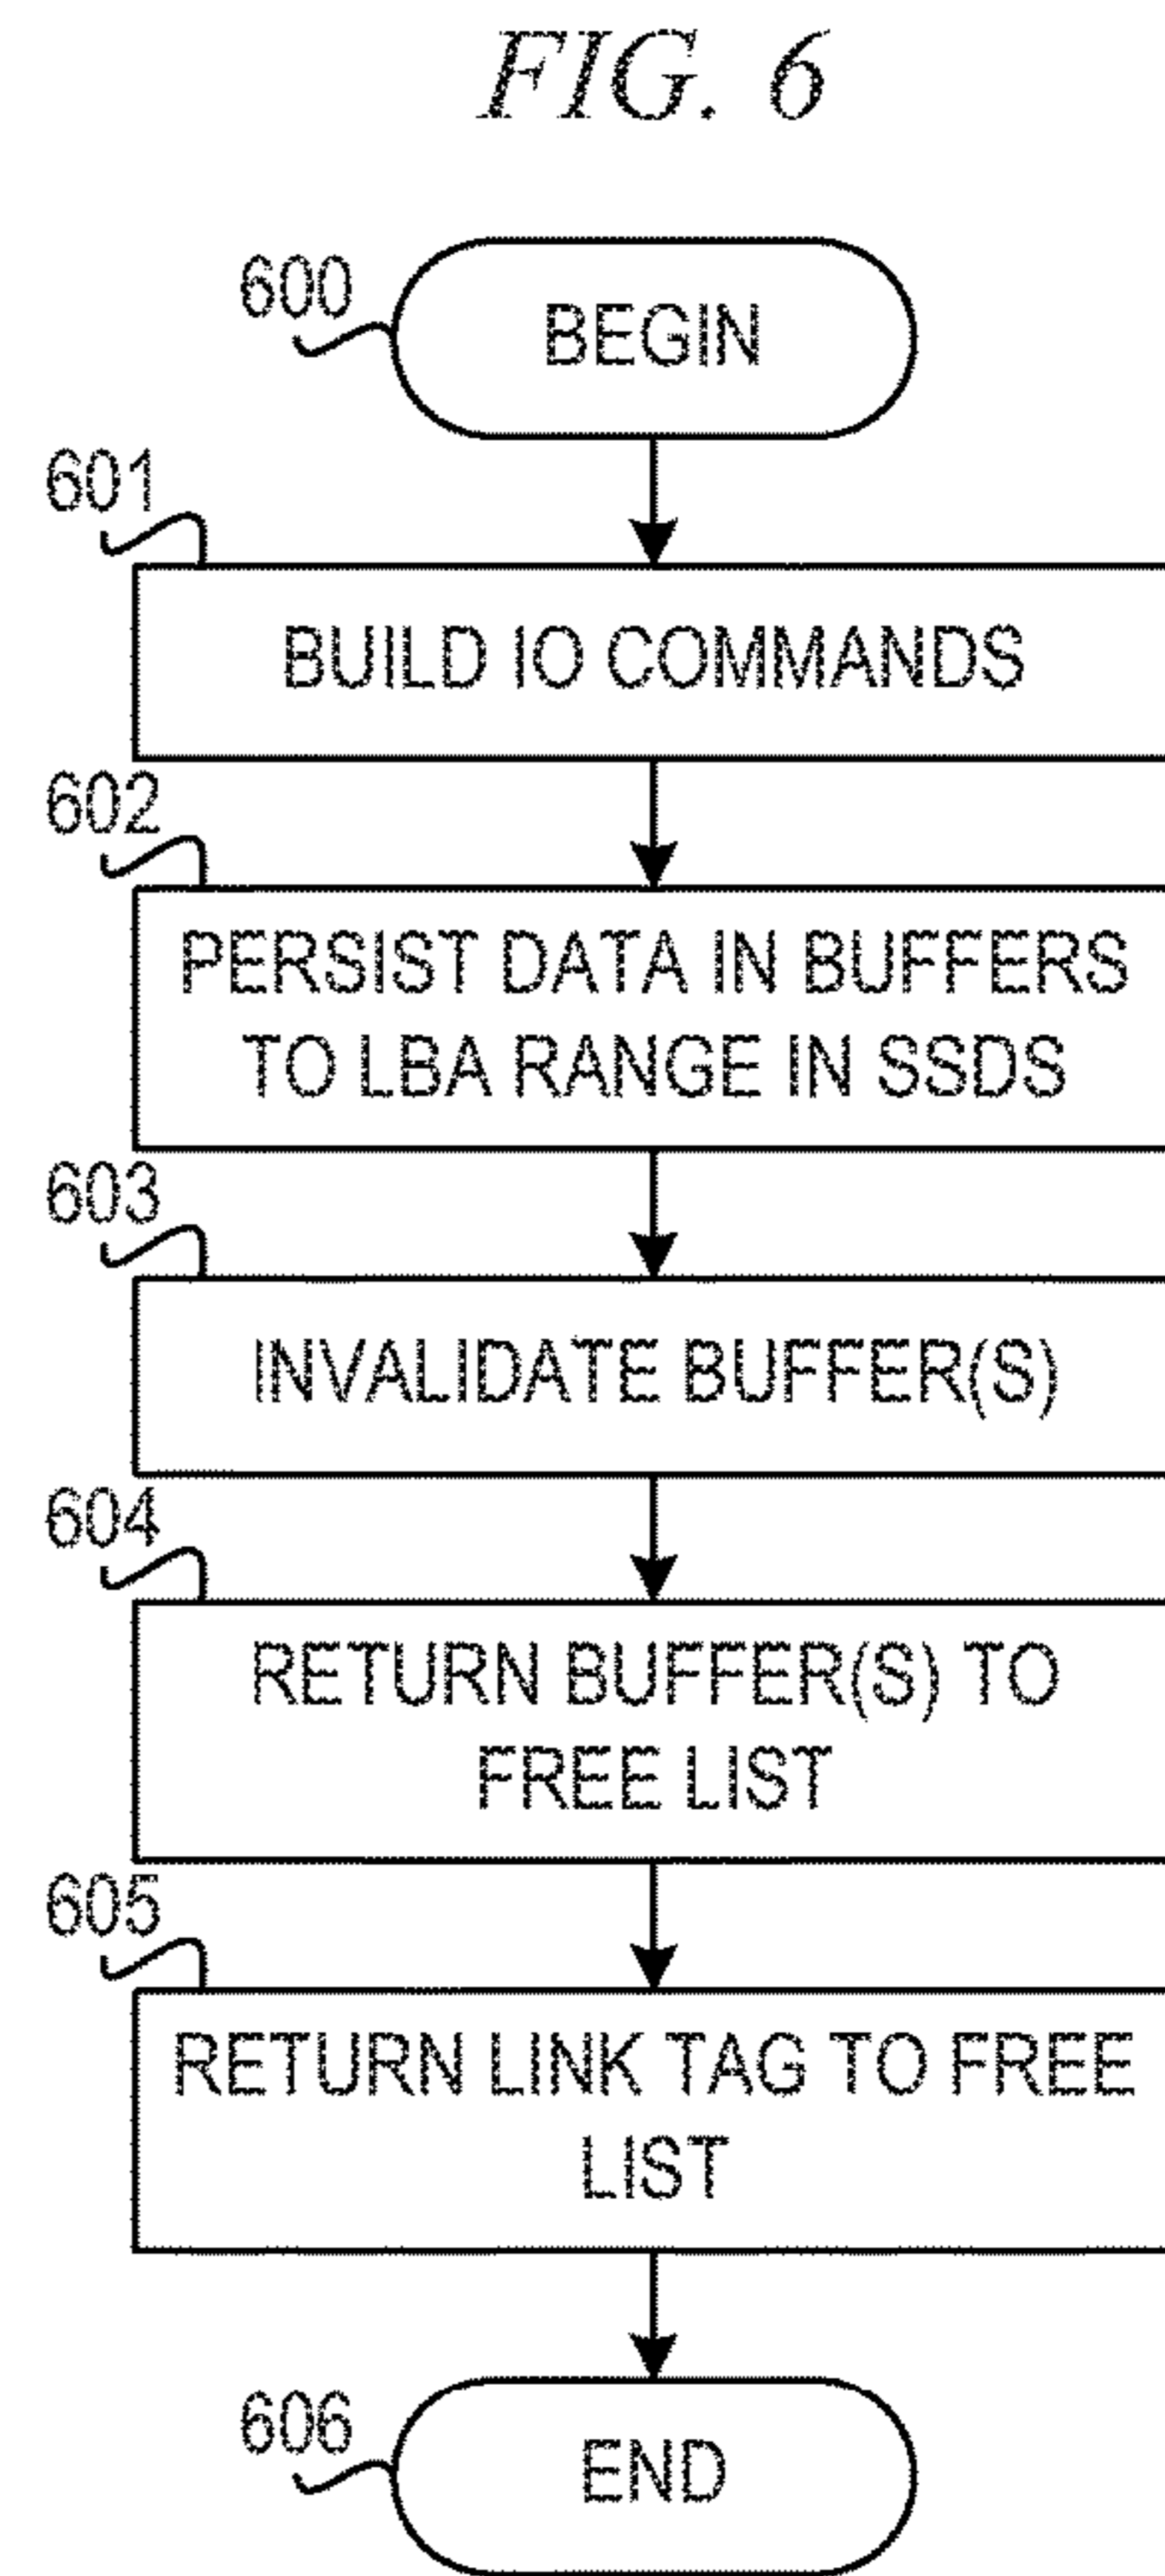 FIG. 6
600
BEGIN
601
BUILD IO COMMANDS
602
PERSIST DATA IN BUFFERS
TO LBA RANGE IN SSDS
603
INVALIDATE BUFFER(S)
604
RETURN BUFFER(S) TO
FREE LIST
605
RETURN LINK TAG TO FREE
LIST
606
END